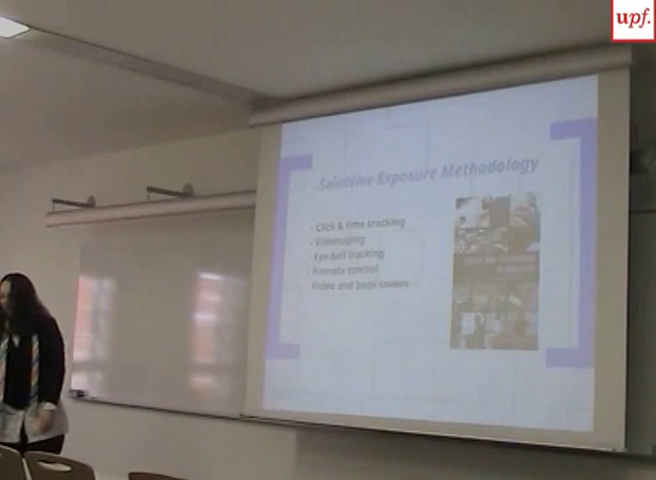 upf.
Selective Exposure Methodology
- Click & time tracking
- Videotaping
- Eye-ball tracking
- Remote control
- Video and book covers